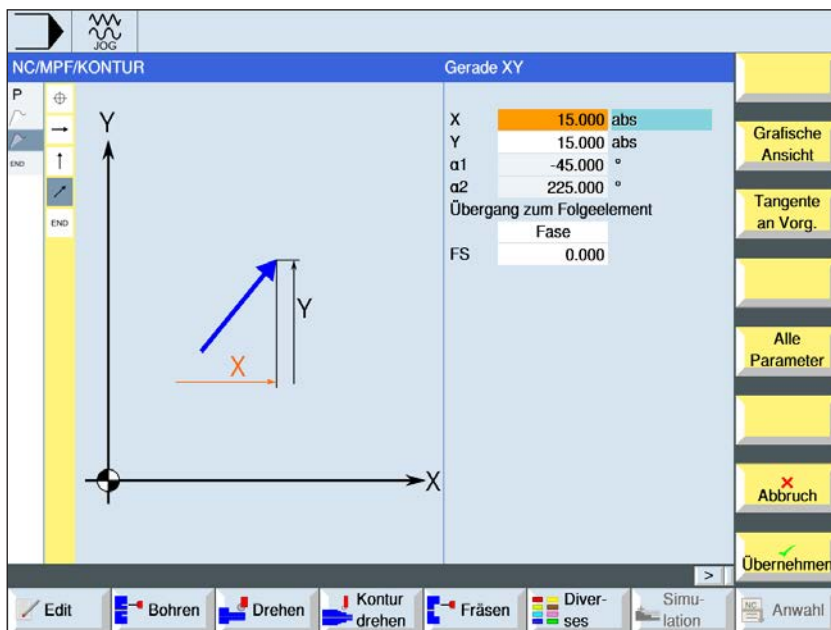 JOG
NC/MPF/KONTUR
Gerade XY
P
END
END
Y
X
Y
X
X 15.000 abs
Y 15.000 abs
α1 -45.000 °
α2 225.000 °
Übergang zum Folgeelement
Fase
FS 0.000
Grafische
Ansicht
Tangente
an Vorg.
Alle
Parameter
Abbruch
Übernehmen
>
Edit
Bohren
Drehen
Kontur
drehen
Fräsen
Diver-
ses
Simu-
lation
NC
Anwahl